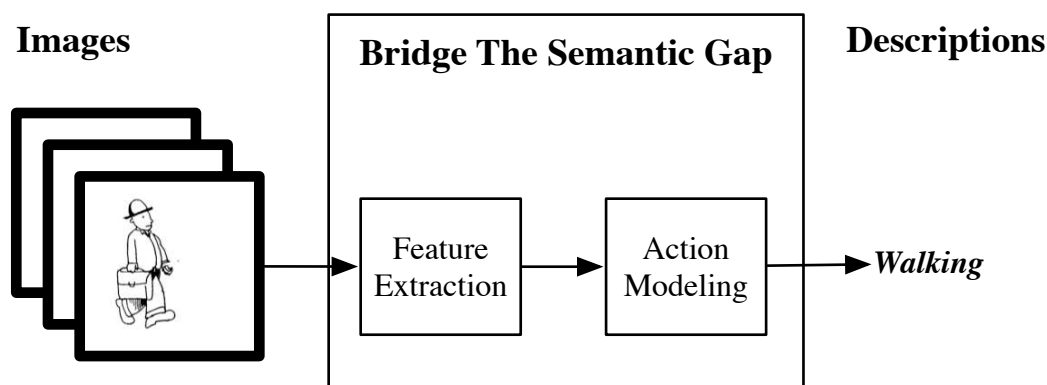 Images
Bridge The Semantic Gap
Descriptions
Feature
Extraction
Action
Modeling
Walking